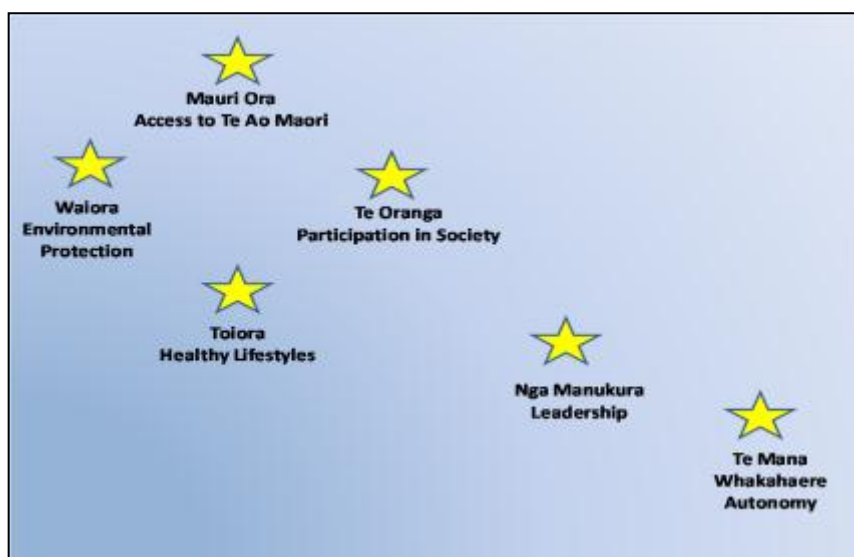 Mauri Ora
Access to Te Ao Maori
Waiora
Environmental
Protection
Te Oranga
Participation in Society
Toiora
Healthy Lifestyles
Nga Manukura
Leadership
Te Mana
Whakahaere
Autonomy